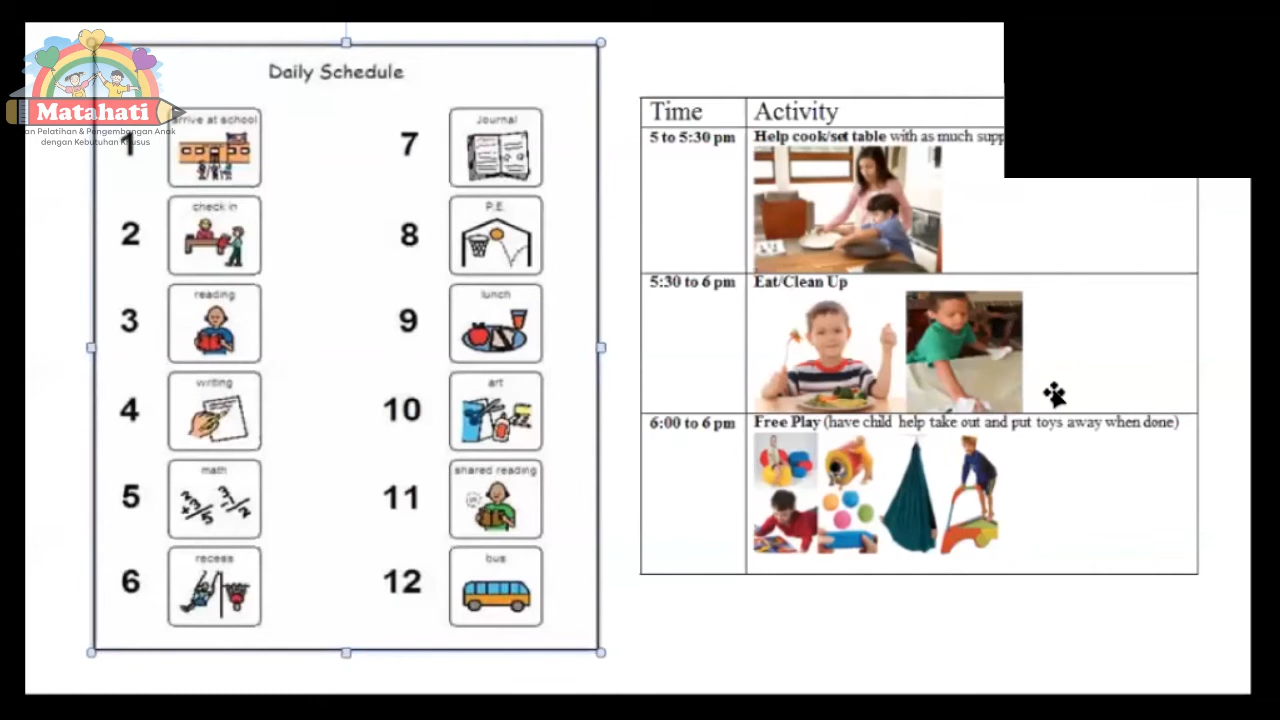 Matahati
an Pelatihan & Pengembangan Anak
dengan Kebutuhan Khusus
Daily Schedule
1
arrive at school
2
check in
3
reading
4
writing
5
math
6
recess
7
Journal
8
P.E.
9
lunch
10
art
11
shared reading
12
bus
Time Activity
5 to 5:30 pm Help cook/set table with as much supp
5:30 to 6 pm Eat/Clean Up
6:00 to 6 pm Free Play (have child help take out and put toys away when done)